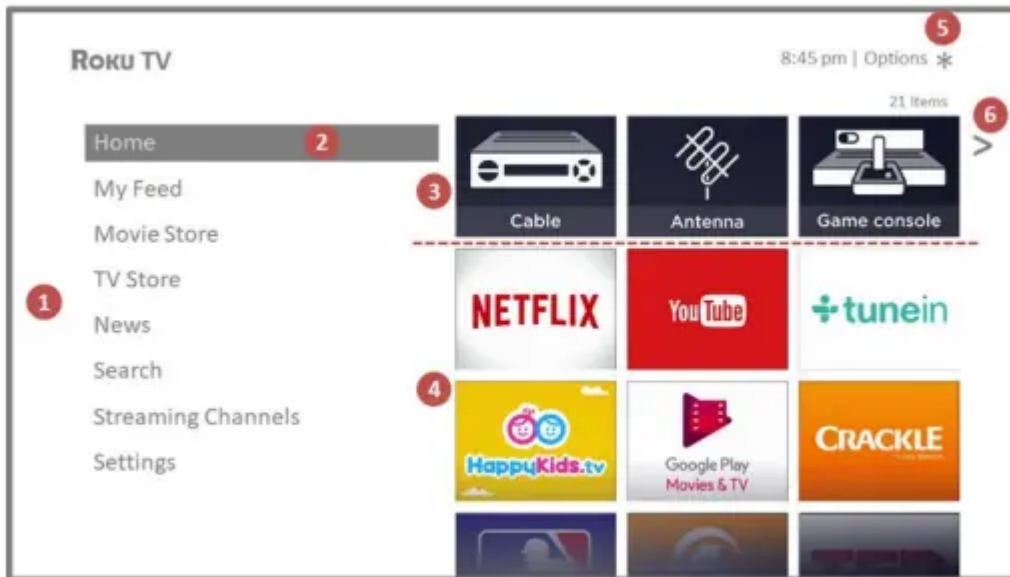 5
ROKU TV
8:45 pm | Options *
21 Items
6
>
Home
2
My Feed
Movie Store
TV Store
1
News
Search
Streaming Channels
Settings
3
Cable
Antenna
Game console
NETFLIX
YouTube
tunein
4
HappyKids.tv
Google Play
Movies & TV
CRACKLE